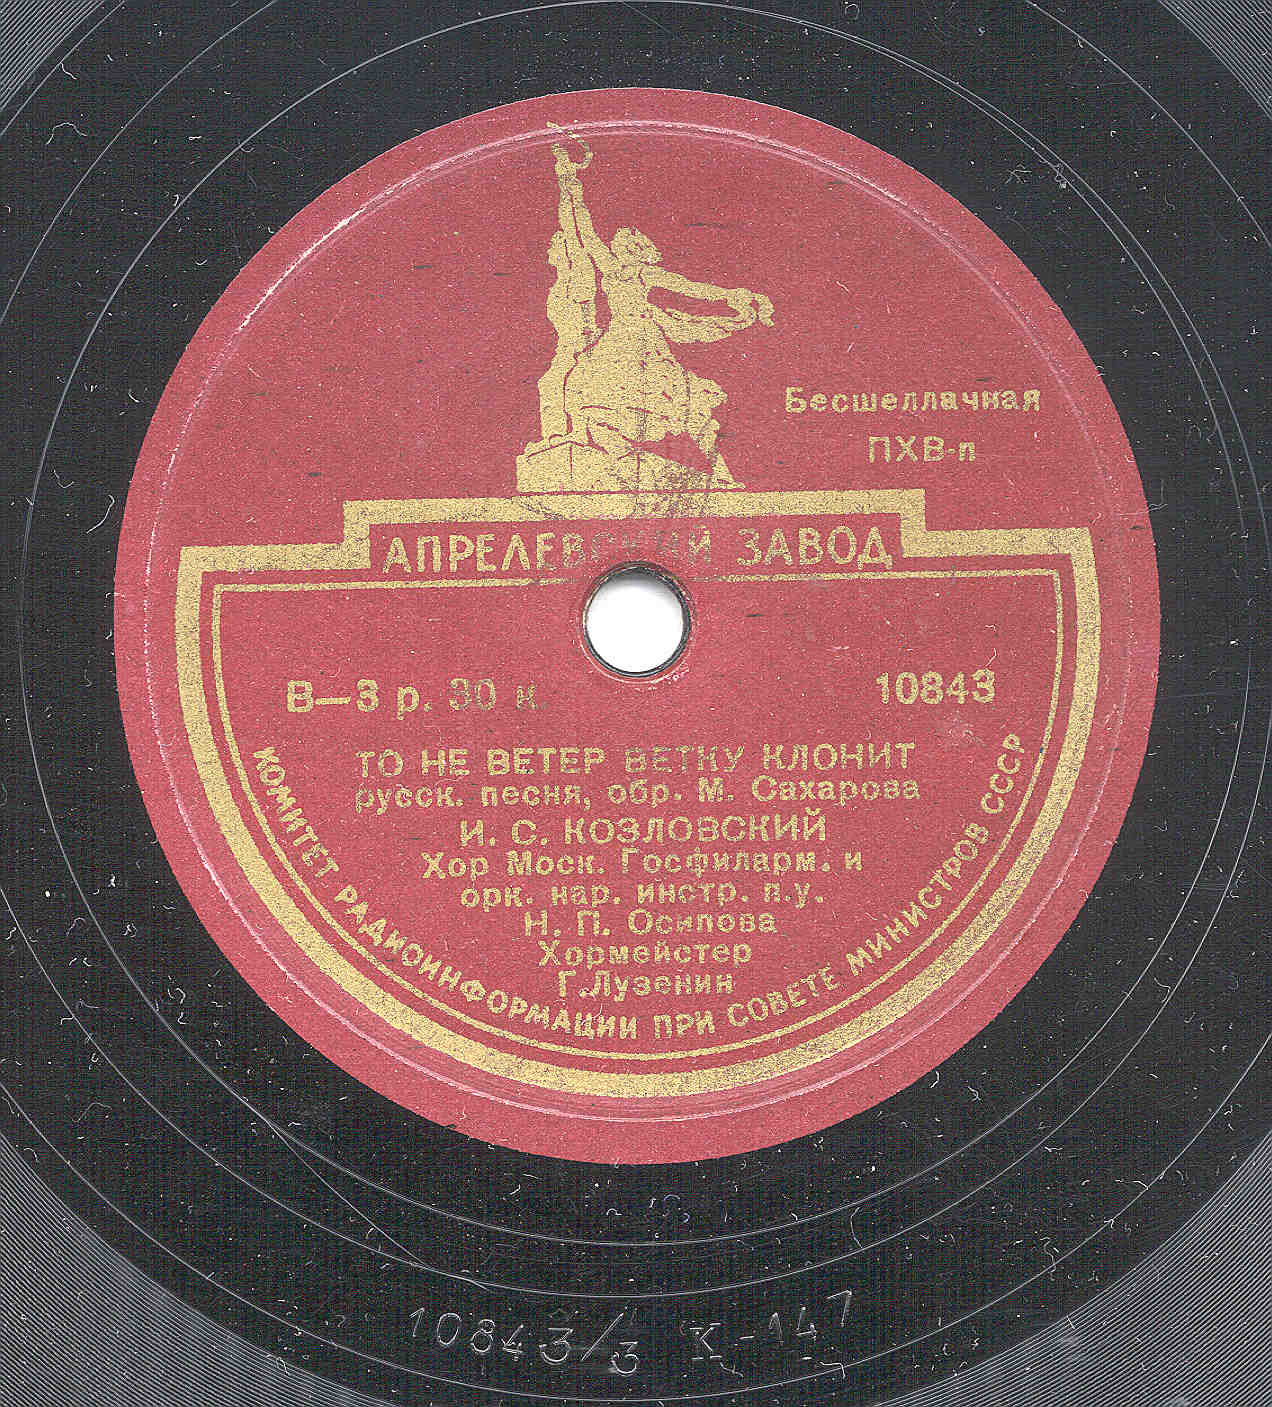 Бесшеллачная
ПХВ-п
АПРЕЛЕВСКИЙ ЗАВОД
В—3 р. 30 к.
10843
ТО НЕ ВЕТЕР ВЕТКУ КЛОНИТ
русск. песня, обр. М. Сахарова
И. С. КОЗЛОВСКИЙ
Хор Моск. Госфиларм. и
орк. нар. инстр. п.у.
Н. П. Осипова
Хормейстер
Г.Лузенин
КОМИТЕТ РАДИОИНФОРМАЦИИ ПРИ СОВЕТЕ МИНИСТРОВ СССР
10843/3 К-147